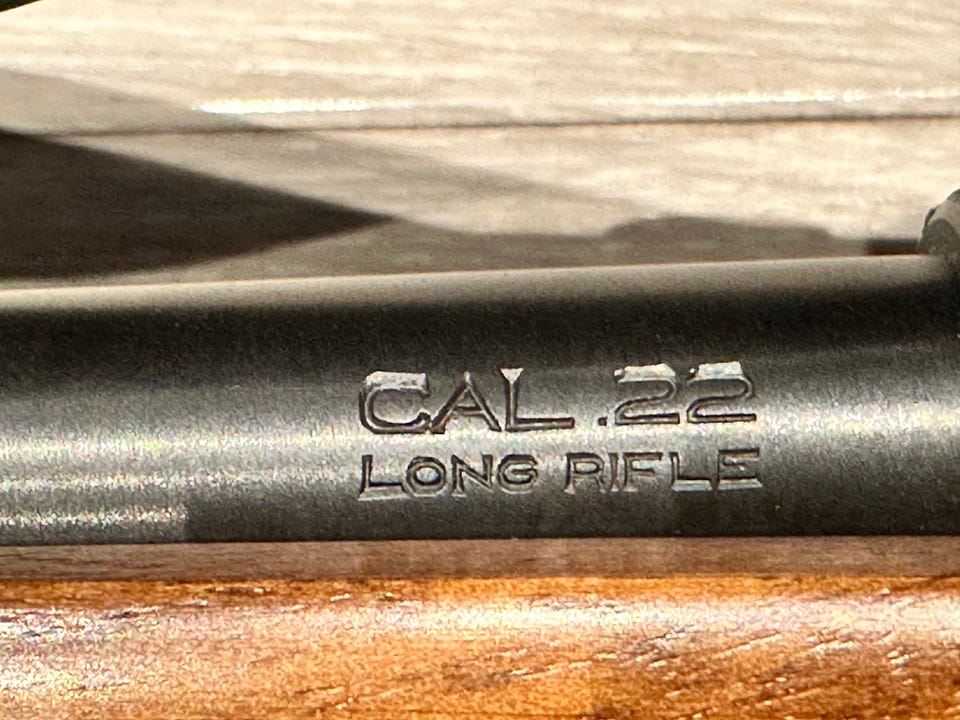 CAL .22
LONG RIFLE